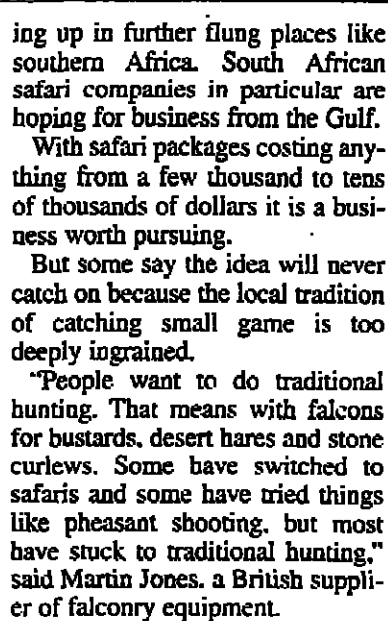 ing up in further flung places like
southern Africa. South African
safari companies in particular are
hoping for business from the Gulf.
With safari packages costing any-
thing from a few thousand to tens
of thousands of dollars it is a busi-
ness worth pursuing.
But some say the idea will never
catch on because the local tradition
of catching small game is too
deeply ingrained.
"People want to do traditional
hunting. That means with falcons
for bustards, desert hares and stone
curlews. Some have switched to
safaris and some have tried things
like pheasant shooting, but most
have stuck to traditional hunting,"
said Martin Jones, a British suppli-
er of falconry equipment.